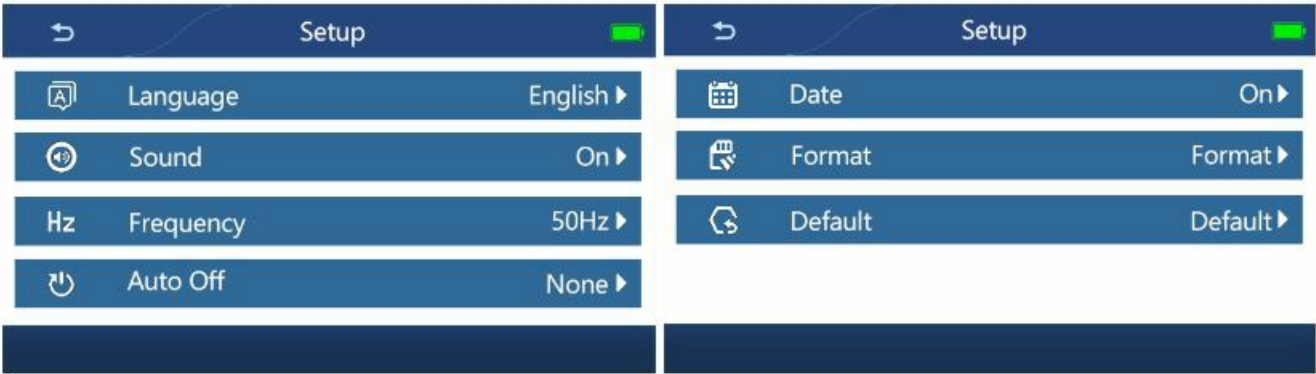 Setup
Language English
Sound On
Hz Frequency 50Hz
Auto Off None
Setup
Date On
Format Format
Default Default